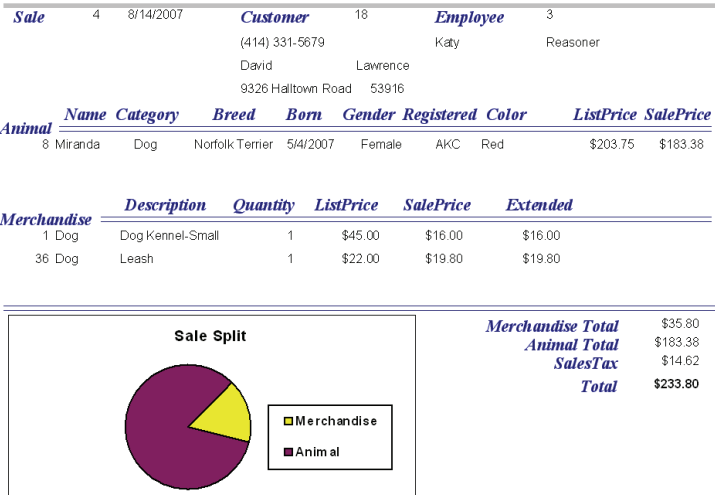 Sale 4 8/14/2007 Customer 18 Employee 3
(414) 331-5679 Katy Reasoner
David Lawrence
9326 Halltown Road 53916
Animal Name Category Breed Born Gender Registered Color ListPrice SalePrice
8 Miranda Dog Norfolk Terrier 5/4/2007 Female AKC Red $203.75 $183.38
Merchandise Description Quantity ListPrice SalePrice Extended
1 Dog Dog Kennel-Small 1 $45.00 $16.00 $16.00
36 Dog Leash 1 $22.00 $19.80 $19.80
Merchandise Total $35.80
Animal Total $183.38
SalesTax $14.62
Total $233.80
Sale Split
Merchandise
Animal